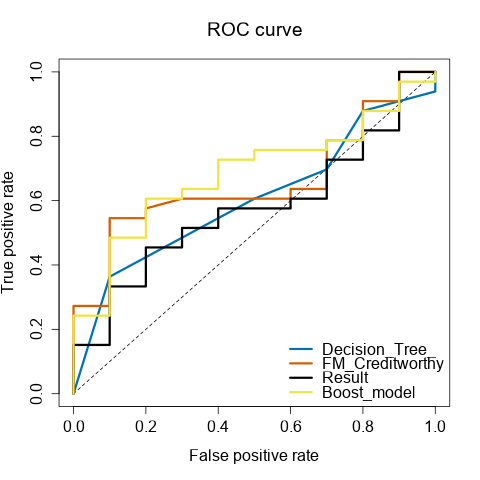 ROC curve
True positive rate
1.0
0.8
0.6
0.4
0.2
0.0
Decision_Tree_
FM_Creditworthy
Result
Boost_model
0.0 0.2 0.4 0.6 0.8 1.0
False positive rate